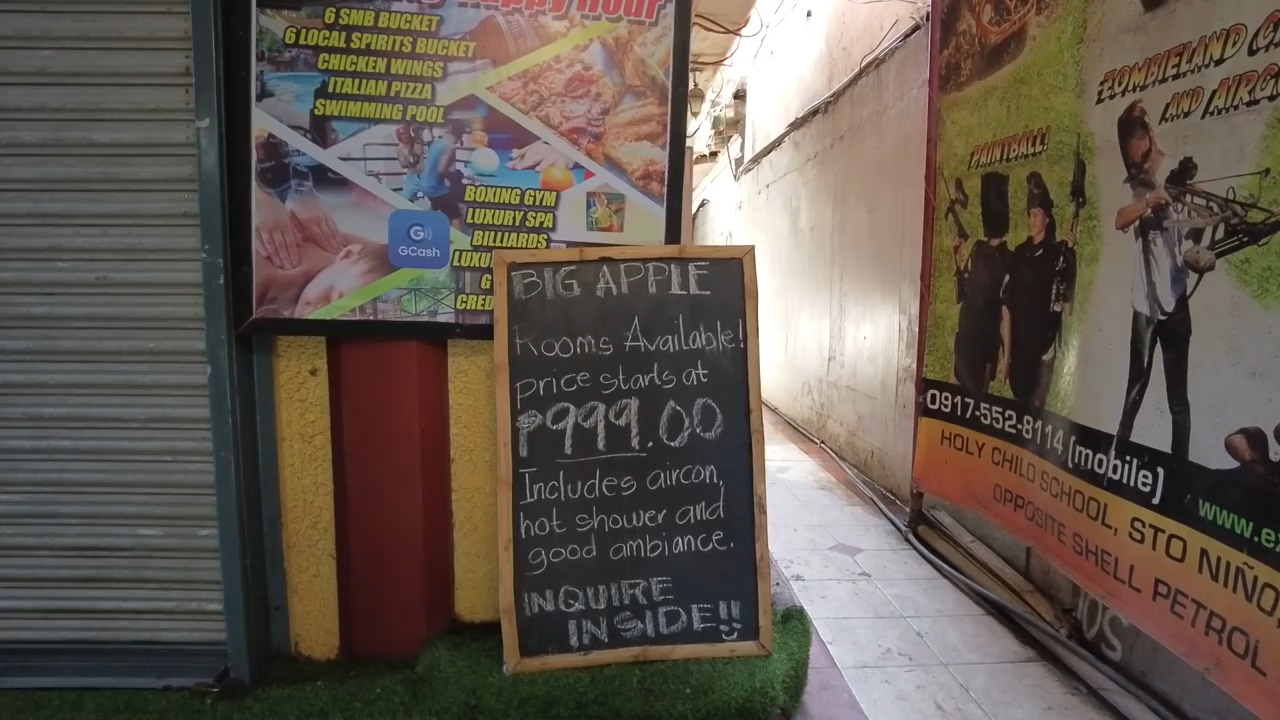 Happy Hour
6 SMB BUCKET
6 LOCAL SPIRITS BUCKET
CHICKEN WINGS
ITALIAN PIZZA
SWIMMING POOL
BOXING GYM
LUXURY SPA
BILLIARDS
GCash
BIG APPLE
Rooms Available!
price starts at
₱999.00
Includes aircon,
hot shower and
good ambiance.
INQUIRE
INSIDE!!
ZOMBIELAND
AND
PAINTBALL!
0917-552-8114 (mobile)
HOLY CHILD SCHOOL, STO NIÑO,
OPPOSITE SHELL PETROL